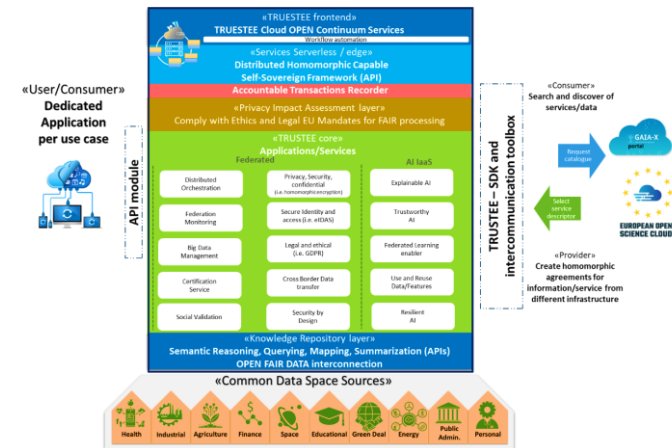 «TRUESTEE frontend»
TRUESTEE Cloud OPEN Continuum Services
Workflow automation
«Services Serverless / edge»
Distributed Homomorphic Capable
Self-Sovereign Framework (API)
Accountable Transactions Recorder
«Privacy Impact Assessment layer»
Comply with Ethics and Legal EU Mandates for FAIR processing
«TRUSTEE core»
Applications/Services
Federated
AI IaaS
Distributed
Orchestration
Privacy, Security,
confidential
(i.e. homomorphic encryption)
Explainable AI
Federation
Monitoring
Secure Identity and
access (i.e. eIDAS)
Trustworthy
AI
Big Data
Management
Legal and ethical
(i.e. GDPR)
Federated Learning
enabler
Certification
Service
Cross Border Data
transfer
Use and Reuse
Data/Features
Social Validation
Security by
Design
Resilient
AI
«Knowledge Repository layer»
Semantic Reasoning, Querying, Mapping, Summarization (APIs)
OPEN FAIR DATA interconnection
«Common Data Space Sources»
Health
Industrial
Agriculture
Finance
Space
Educational
Green Deal
Energy
Public
Admin.
Personal
«User/Consumer»
Dedicated
Application
per use case
API module
TRUSTEE – SDK and
intercommunication toolbox
«Consumer»
Search and discover of
services/data
Request
catalogue
GAIA-X
portal
Select
service
descriptor
EUROPEAN OPEN
SCIENCE CLOUD
«Provider»
Create homomorphic
agreements for
information/service from
different infrastructure